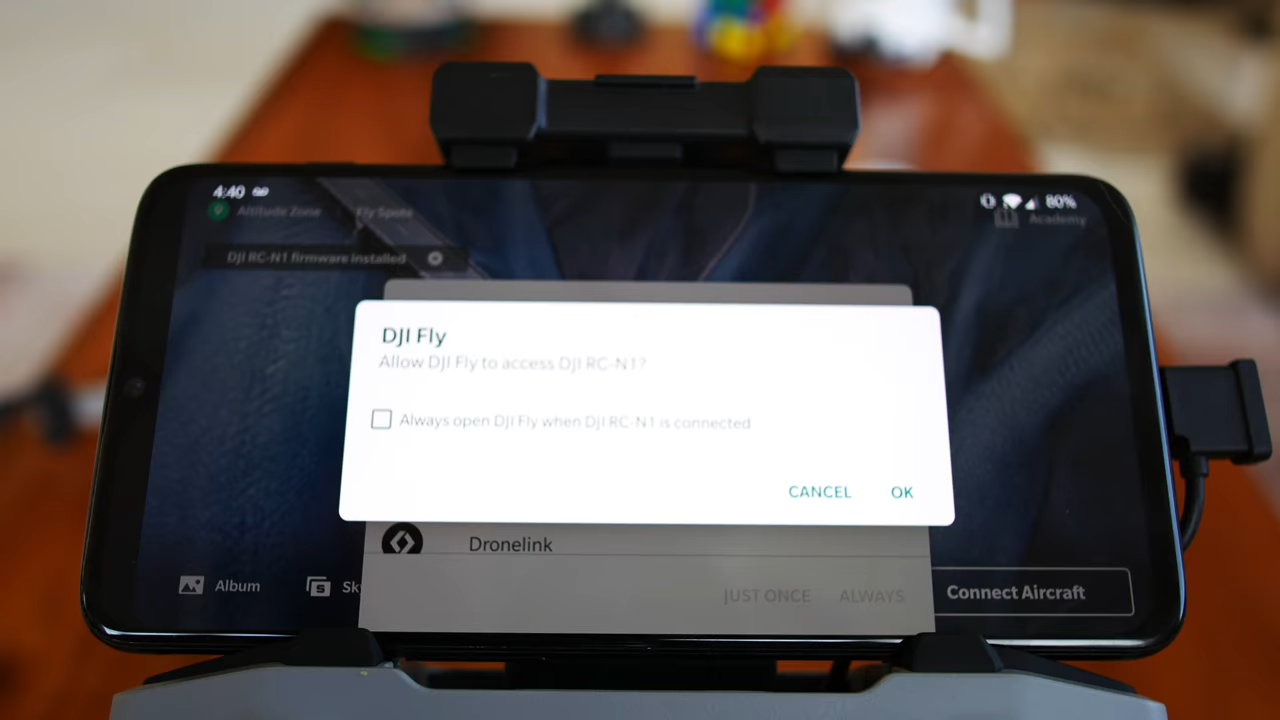 4:40 80%
Altitude Zone Fly Spots Academy
DJI RC-N1 firmware installed
DJI Fly
Allow DJI Fly to access DJI RC-N1?
Always open DJI Fly when DJI RC-N1 is connected
CANCEL OK
Dronelink
JUST ONCE ALWAYS
Album Sk Connect Aircraft